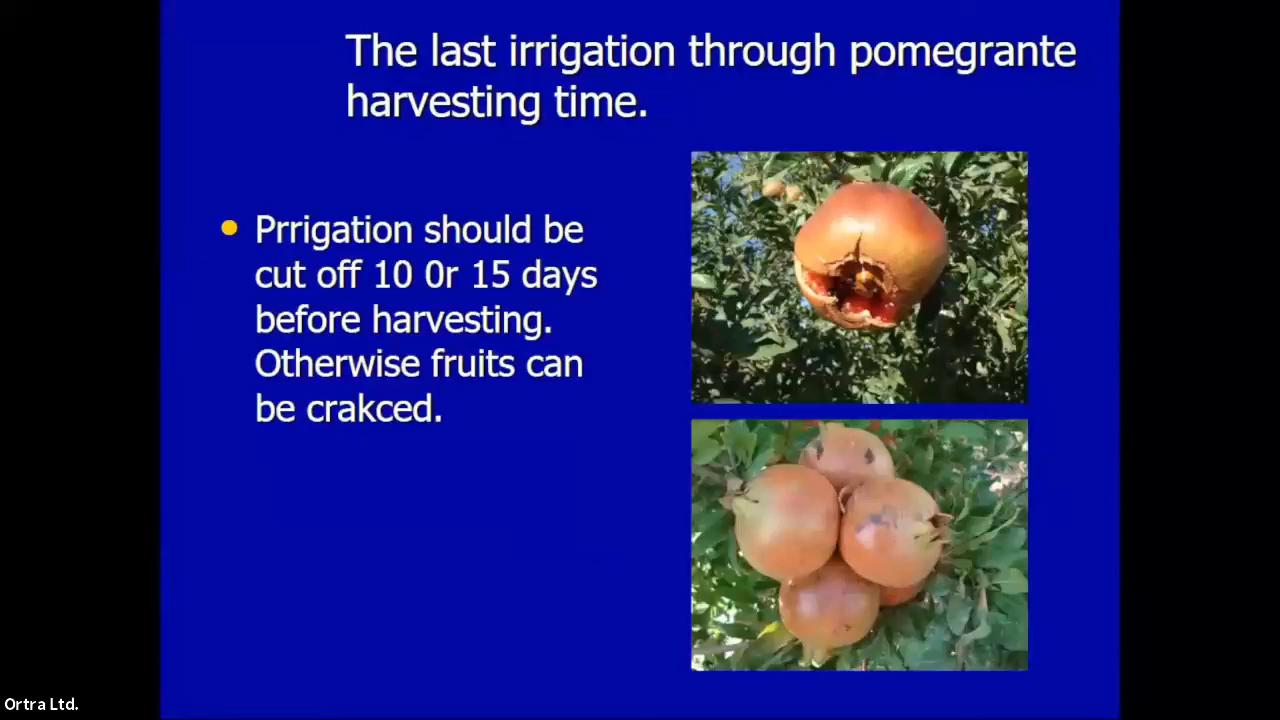 The last irrigation through pomegrante
harvesting time.
Prrigation should be
cut off 10 0r 15 days
before harvesting.
Otherwise fruits can
be crakced.
Ortra Ltd.